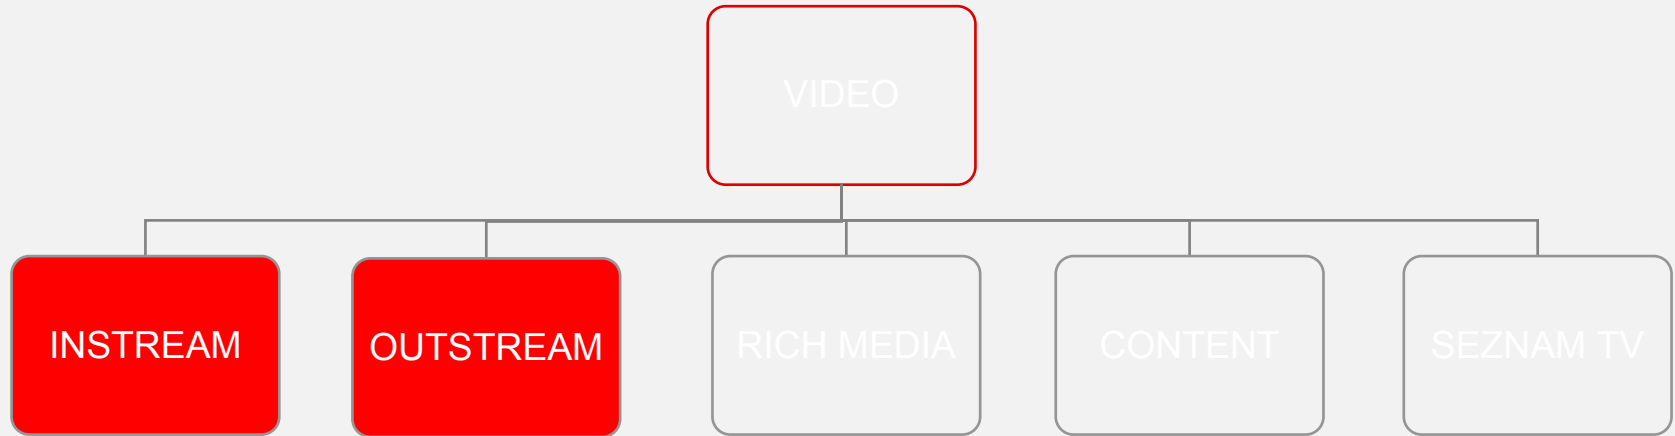 VIDEO
INSTREAM
OUTSTREAM
RICH MEDIA
CONTENT
SEZNAM TV